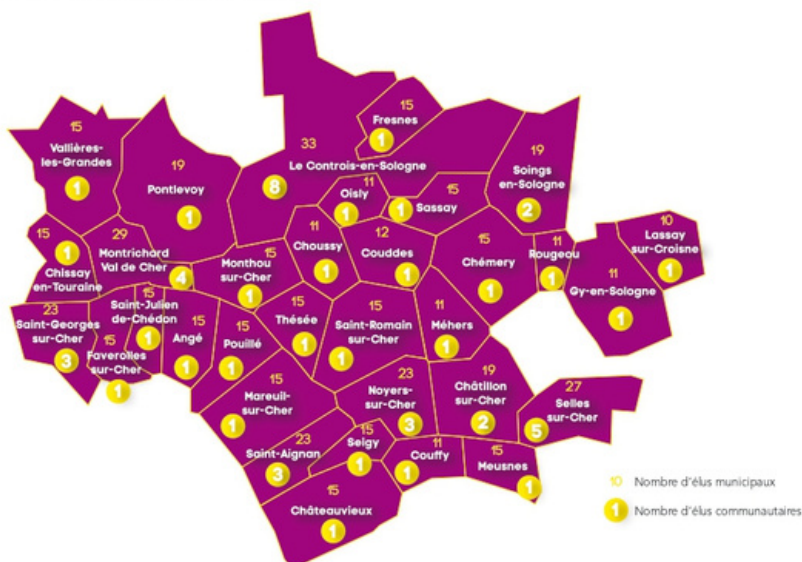 15
Fresnes
1
15
Vallières-
les-Grandes
1
19
Pontlevoy
1
33
Le Controis-en-Sologne
8
19
Soings
en-Sologne
2
11
Oisly
1
15
Sassay
1
10
Lassay
sur-Croisne
1
15
1
Chissay
en-Touraine
29
Montrichard
Val de Cher
4
15
Monthou
sur-Cher
1
11
Choussy
1
12
Couddes
1
15
Chémery
1
11
Rougeou
1
11
Gy-en-Sologne
1
23
Saint-Georges
sur-Cher
3
15
Faverolles
sur-Cher
1
15
Saint-Julien
de-Chédon
1
15
Angé
1
15
Pouillé
1
15
Thésée
1
15
Saint-Romain
sur-Cher
1
11
Méhers
1
15
Mareuil-
sur-Cher
1
23
Noyers-
sur-Cher
3
19
Châtillon
sur-Cher
2
27
Selles
sur-Cher
5
23
Saint-Aignan
3
15
Seigy
1
11
Couffy
1
15
Meusnes
1
15
Châteauvieux
1
10 Nombre d'élus municipaux
1 Nombre d'élus communautaires